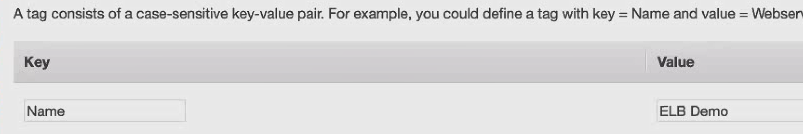 A tag consists of a case-sensitive key-value pair. For example, you could define a tag with key = Name and value =
Key Value
Name ELB Demo